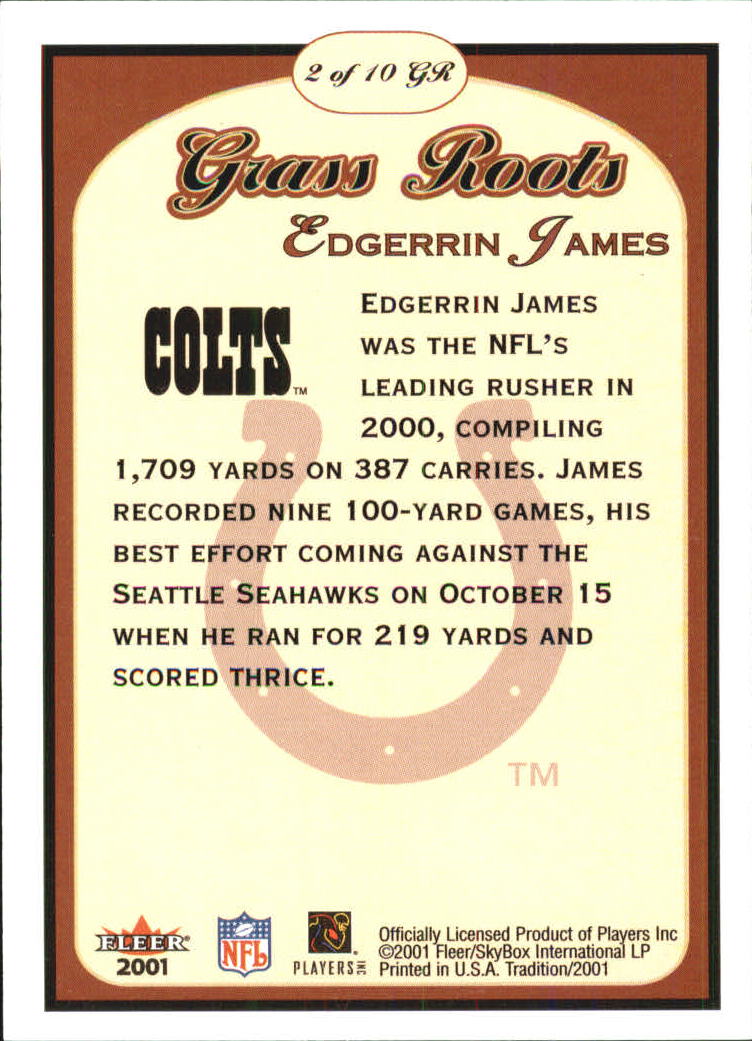 2 of 10 GR
Grass Roots
EDGERRIN JAMES
COLTS™
EDGERRIN JAMES
WAS THE NFL'S
LEADING RUSHER IN
2000, COMPILING
1,709 YARDS ON 387 CARRIES. JAMES
RECORDED NINE 100-YARD GAMES, HIS
BEST EFFORT COMING AGAINST THE
SEATTLE SEAHAWKS ON OCTOBER 15
WHEN HE RAN FOR 219 YARDS AND
SCORED THRICE.
TM
FLEER®
2001
NFL
PLAYERS INC
Officially Licensed Product of Players Inc
©2001 Fleer/SkyBox International LP
Printed in U.S.A. Tradition/2001